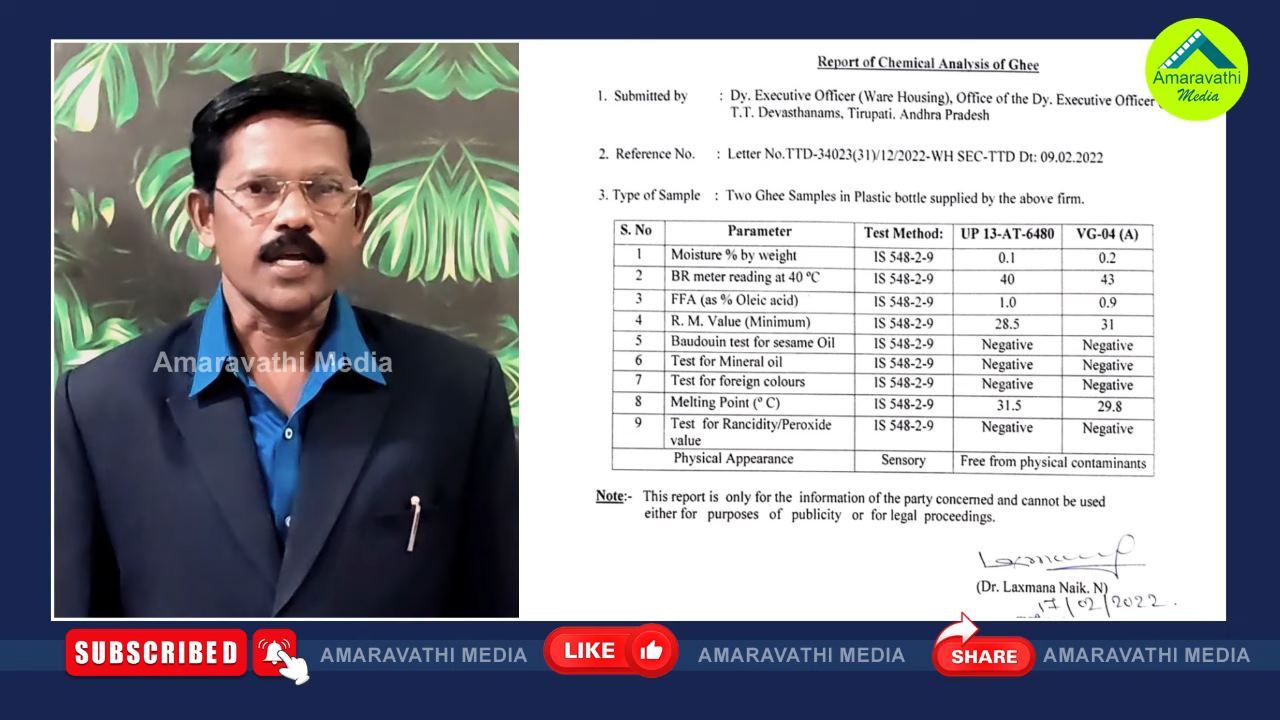 Amaravathi
Media
Amaravathi Media
Report of Chemical Analysis of Ghee
1. Submitted by : Dy. Executive Officer (Ware Housing), Office of the Dy. Executive Officer
T.T. Devasthanams, Tirupati. Andhra Pradesh
2. Reference No. : Letter No.TTD-34023(31)/12/2022-WH SEC-TTD Dt: 09.02.2022
3. Type of Sample : Two Ghee Samples in Plastic bottle supplied by the above firm.
S. No Parameter Test Method: UP 13-AT-6480 VG-04 (A)
1 Moisture % by weight IS 548-2-9 0.1 0.2
2 BR meter reading at 40 ºC IS 548-2-9 40 43
3 FFA (as % Oleic acid) IS 548-2-9 1.0 0.9
4 R. M. Value (Minimum) IS 548-2-9 28.5 31
5 Baudouin test for sesame Oil IS 548-2-9 Negative Negative
6 Test for Mineral oil IS 548-2-9 Negative Negative
7 Test for foreign colours IS 548-2-9 Negative Negative
8 Melting Point (º C) IS 548-2-9 31.5 29.8
9 Test for Rancidity/Peroxide value IS 548-2-9 Negative Negative
Physical Appearance Sensory Free from physical contaminants
Note:- This report is only for the information of the party concerned and cannot be used
either for purposes of publicity or for legal proceedings.
(Dr. Laxmana Naik. N)
17/02/2022.
SUBSCRIBED AMARAVATHI MEDIA LIKE AMARAVATHI MEDIA SHARE AMARAVATHI MEDIA